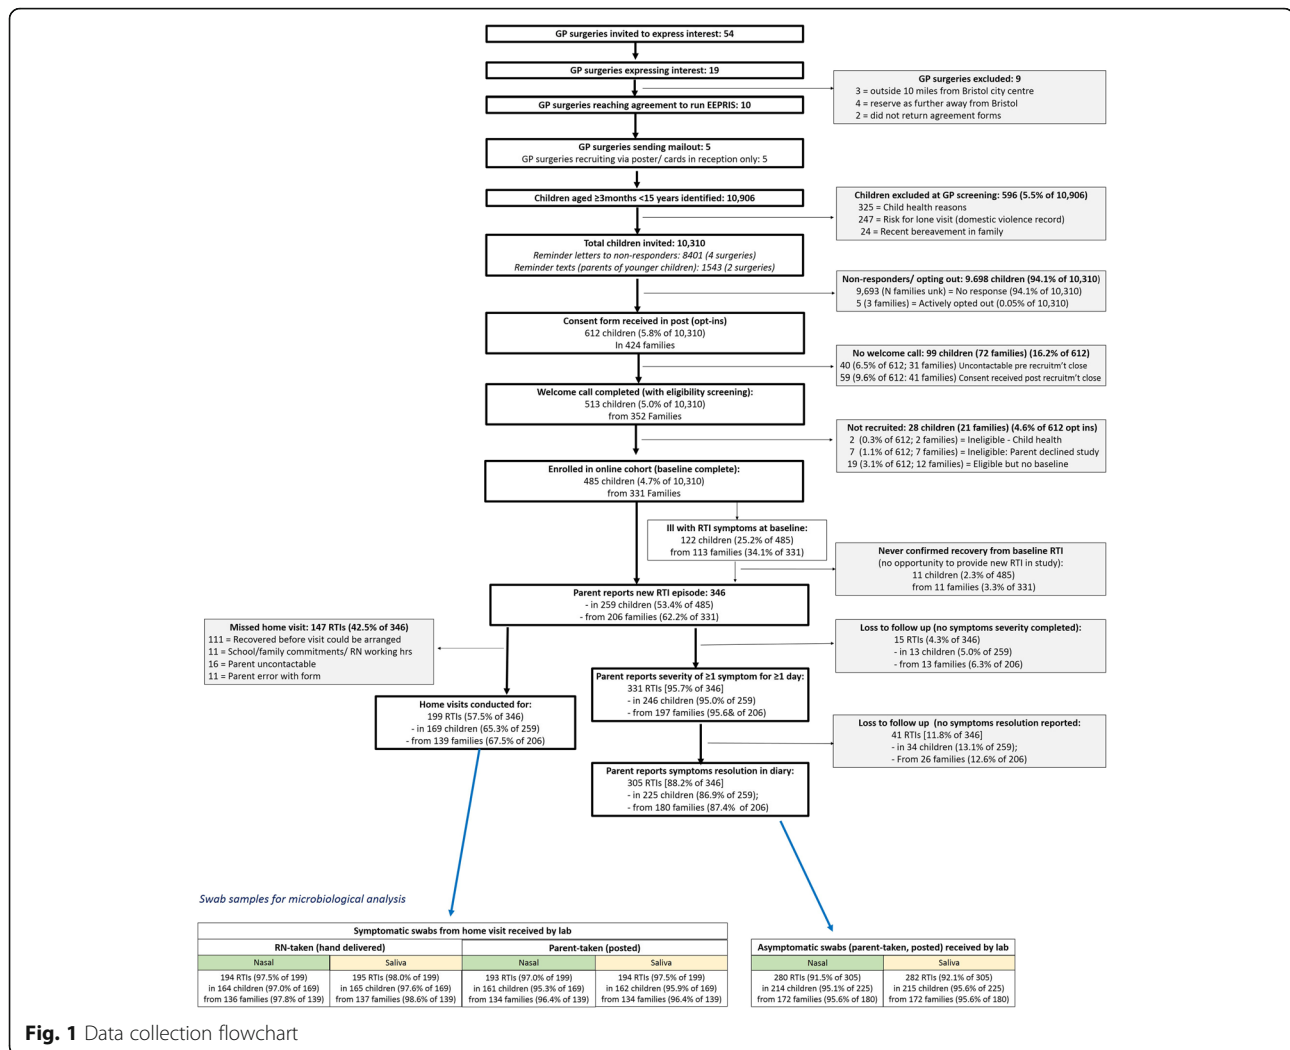 GP surgeries invited to express interest: 54
GP surgeries expressing interest: 19
GP surgeries excluded: 9
3 = outside 10 miles from Bristol city centre
4 = reserve as further away from Bristol
2 = did not return agreement forms
GP surgeries reaching agreement to run EEPRIS: 10
GP surgeries sending mailout: 5
GP surgeries recruiting via poster/ cards in reception only: 5
Children aged ≥3months <15 years identified: 10,906
Children excluded at GP screening: 596 (5.5% of 10,906)
325 = Child health reasons
247 = Risk for lone visit (domestic violence record)
24 = Recent bereavement in family
Total children invited: 10,310
Reminder letters to non-responders: 8401 (4 surgeries)
Reminder texts (parents of younger children): 1543 (2 surgeries)
Non-responders/ opting out: 9.698 children (94.1% of 10,310)
9,693 (N families unk) = No response (94.1% of 10,310)
5 (3 families) = Actively opted out (0.05% of 10,310)
Consent form received in post (opt-ins)
612 children (5.8% of 10,310)
In 424 families
No welcome call: 99 children (72 families) (16.2% of 612)
40 (6.5% of 612; 31 families) Uncontactable pre recruitm't close
59 (9.6% of 612: 41 families) Consent received post recruitm't close
Welcome call completed (with eligibility screening):
513 children (5.0% of 10,310)
from 352 Families
Not recruited: 28 children (21 families) (4.6% of 612 opt ins)
2 (0.3% of 612; 2 families) = Ineligible - Child health
7 (1.1% of 612; 7 families) = Ineligible: Parent declined study
19 (3.1% of 612; 12 families) = Eligible but no baseline
Enrolled in online cohort (baseline complete):
485 children (4.7% of 10,310)
from 331 Families
Ill with RTI symptoms at baseline:
122 children (25.2% of 485)
from 113 families (34.1% of 331)
Never confirmed recovery from baseline RTI
(no opportunity to provide new RTI in study):
11 children (2.3% of 485)
from 11 families (3.3% of 331)
Parent reports new RTI episode: 346
- in 259 children (53.4% of 485)
- from 206 families (62.2% of 331)
Missed home visit: 147 RTIs (42.5% of 346)
111 = Recovered before visit could be arranged
11 = School/family commitments/ RN working hrs
16 = Parent uncontactable
11 = Parent error with form
Loss to follow up (no symptoms severity completed):
15 RTIs (4.3% of 346)
- in 13 children (5.0% of 259)
- from 13 families (6.3% of 206)
Parent reports severity of ≥1 symptom for ≥1 day:
331 RTIs [95.7% of 346]
- in 246 children (95.0% of 259)
- from 197 families (95.6& of 206)
Home visits conducted for:
199 RTIs (57.5% of 346)
- in 169 children (65.3% of 259)
- from 139 families (67.5% of 206)
Loss to follow up (no symptoms resolution reported:
41 RTIs [11.8% of 346]
- in 34 children (13.1% of 259);
- From 26 families (12.6% of 206)
Parent reports symptoms resolution in diary:
305 RTIs [88.2% of 346]
- in 225 children (86.9% of 259);
- from 180 families (87.4% of 206)
Swab samples for microbiological analysis
Symptomatic swabs from home visit received by lab
RN-taken (hand delivered) Parent-taken (posted)
Nasal Saliva Nasal Saliva
194 RTIs (97.5% of 199) 195 RTIs (98.0% of 199) 193 RTIs (97.0% of 199) 194 RTIs (97.5% of 199)
in 164 children (97.0% of 169) in 165 children (97.6% of 169) in 161 children (95.3% of 169) in 162 children (95.9% of 169)
from 136 families (97.8% of 139) from 137 families (98.6% of 139) from 134 families (96.4% of 139) from 134 families (96.4% of 139)
Asymptomatic swabs (parent-taken, posted) received by lab
Nasal Saliva
280 RTIs (91.5% of 305) 282 RTIs (92.1% of 305)
in 214 children (95.1% of 225) in 215 children (95.6% of 225)
from 172 families (95.6% of 180) from 172 families (95.6% of 180)
Fig. 1 Data collection flowchart